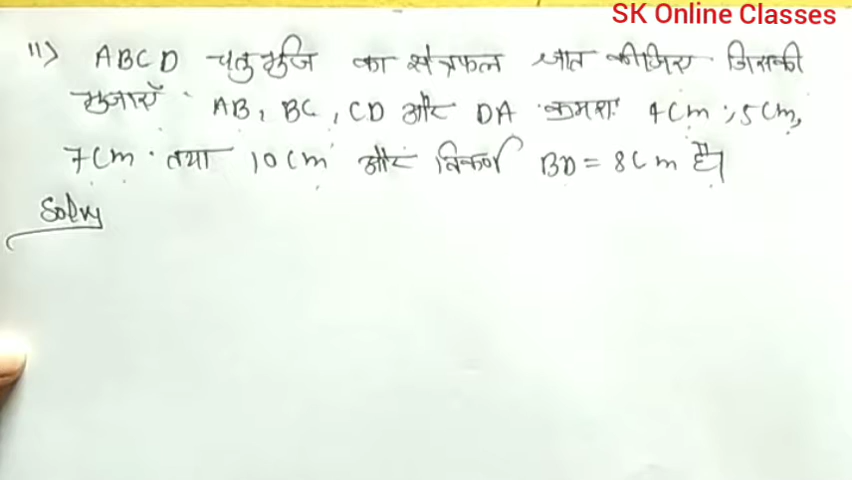 SK Online Classes
11) ABCD चतुर्भुज का क्षेत्रफल ज्ञात कीजिए जिसकी
भुजाएँ AB, BC, CD और DA क्रमशः 4cm, 5cm,
7cm तथा 10cm और विकर्ण BD = 8cm है।
Solvy